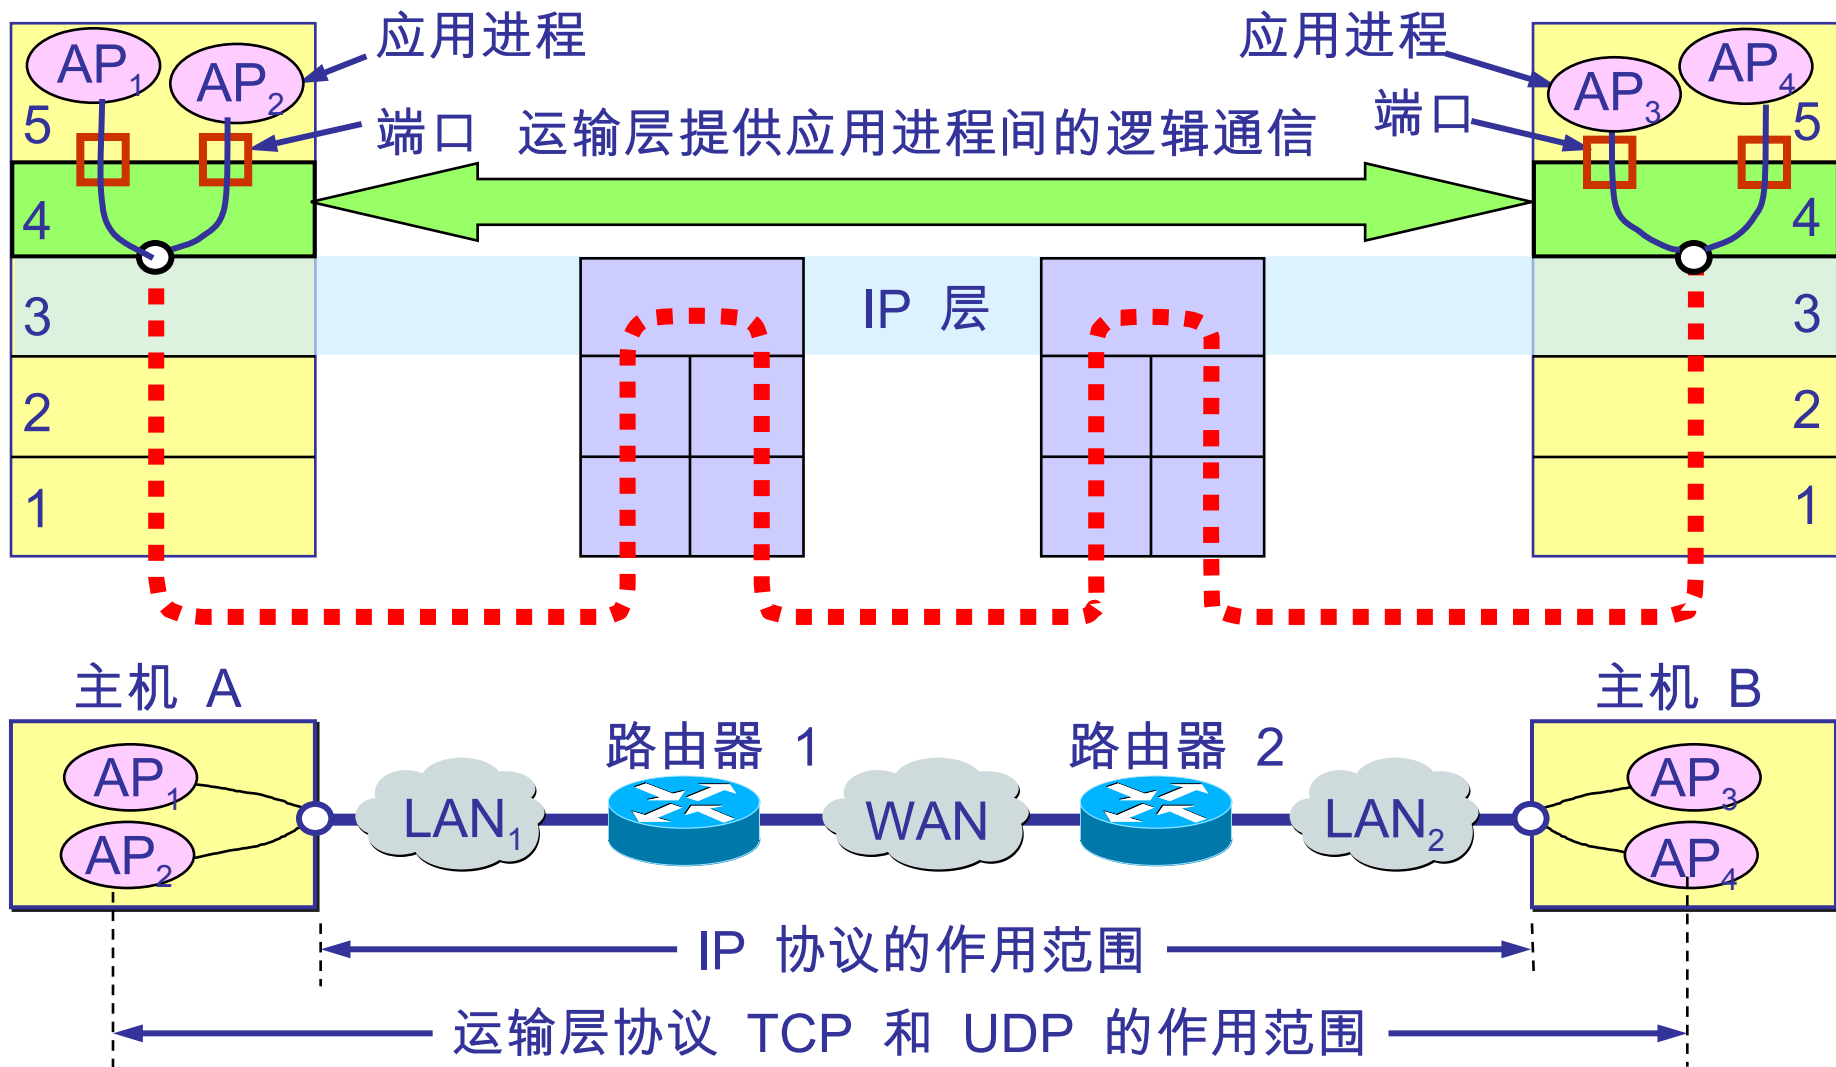 AP1
AP2
应用进程
应用进程
AP3
AP4
5
端口
运输层提供应用进程间的逻辑通信
端口
5
4
4
3
IP 层
3
2
2
1
1
主机 A
主机 B
路由器 1
路由器 2
AP1
AP2
LAN1
WAN
LAN2
AP3
AP4
IP 协议的作用范围
运输层协议 TCP 和 UDP 的作用范围